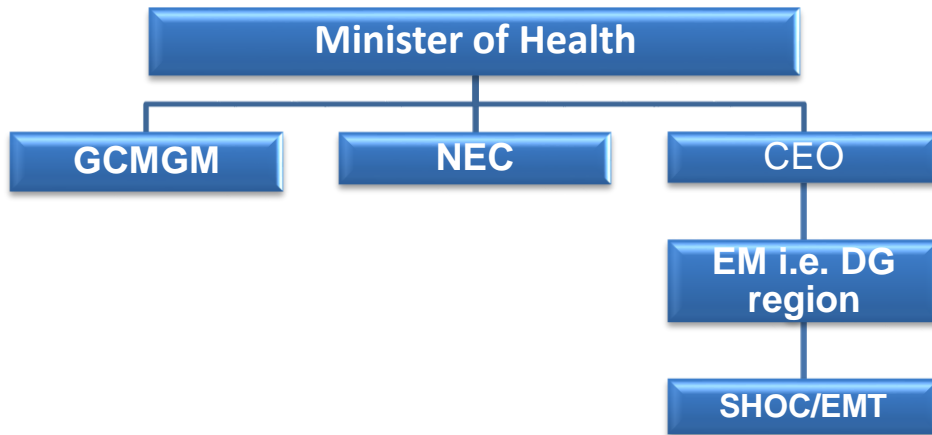 Minister of Health
GCMGM
NEC
CEO
EM i.e. DG
region
SHOC/EMT